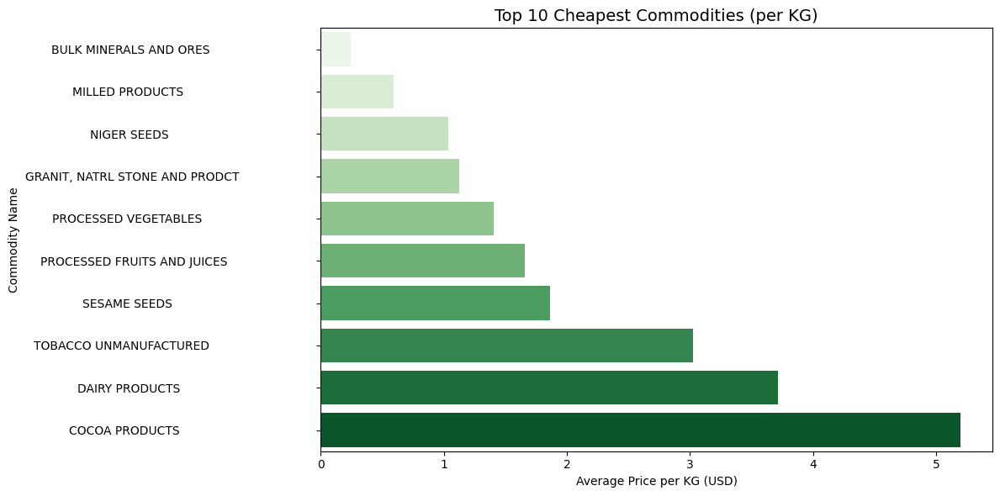 Top 10 Cheapest Commodities (per KG)
Commodity Name
BULK MINERALS AND ORES
MILLED PRODUCTS
NIGER SEEDS
GRANIT, NATRL STONE AND PRODCT
PROCESSED VEGETABLES
PROCESSED FRUITS AND JUICES
SESAME SEEDS
TOBACCO UNMANUFACTURED
DAIRY PRODUCTS
COCOA PRODUCTS
0 1 2 3 4 5
Average Price per KG (USD)